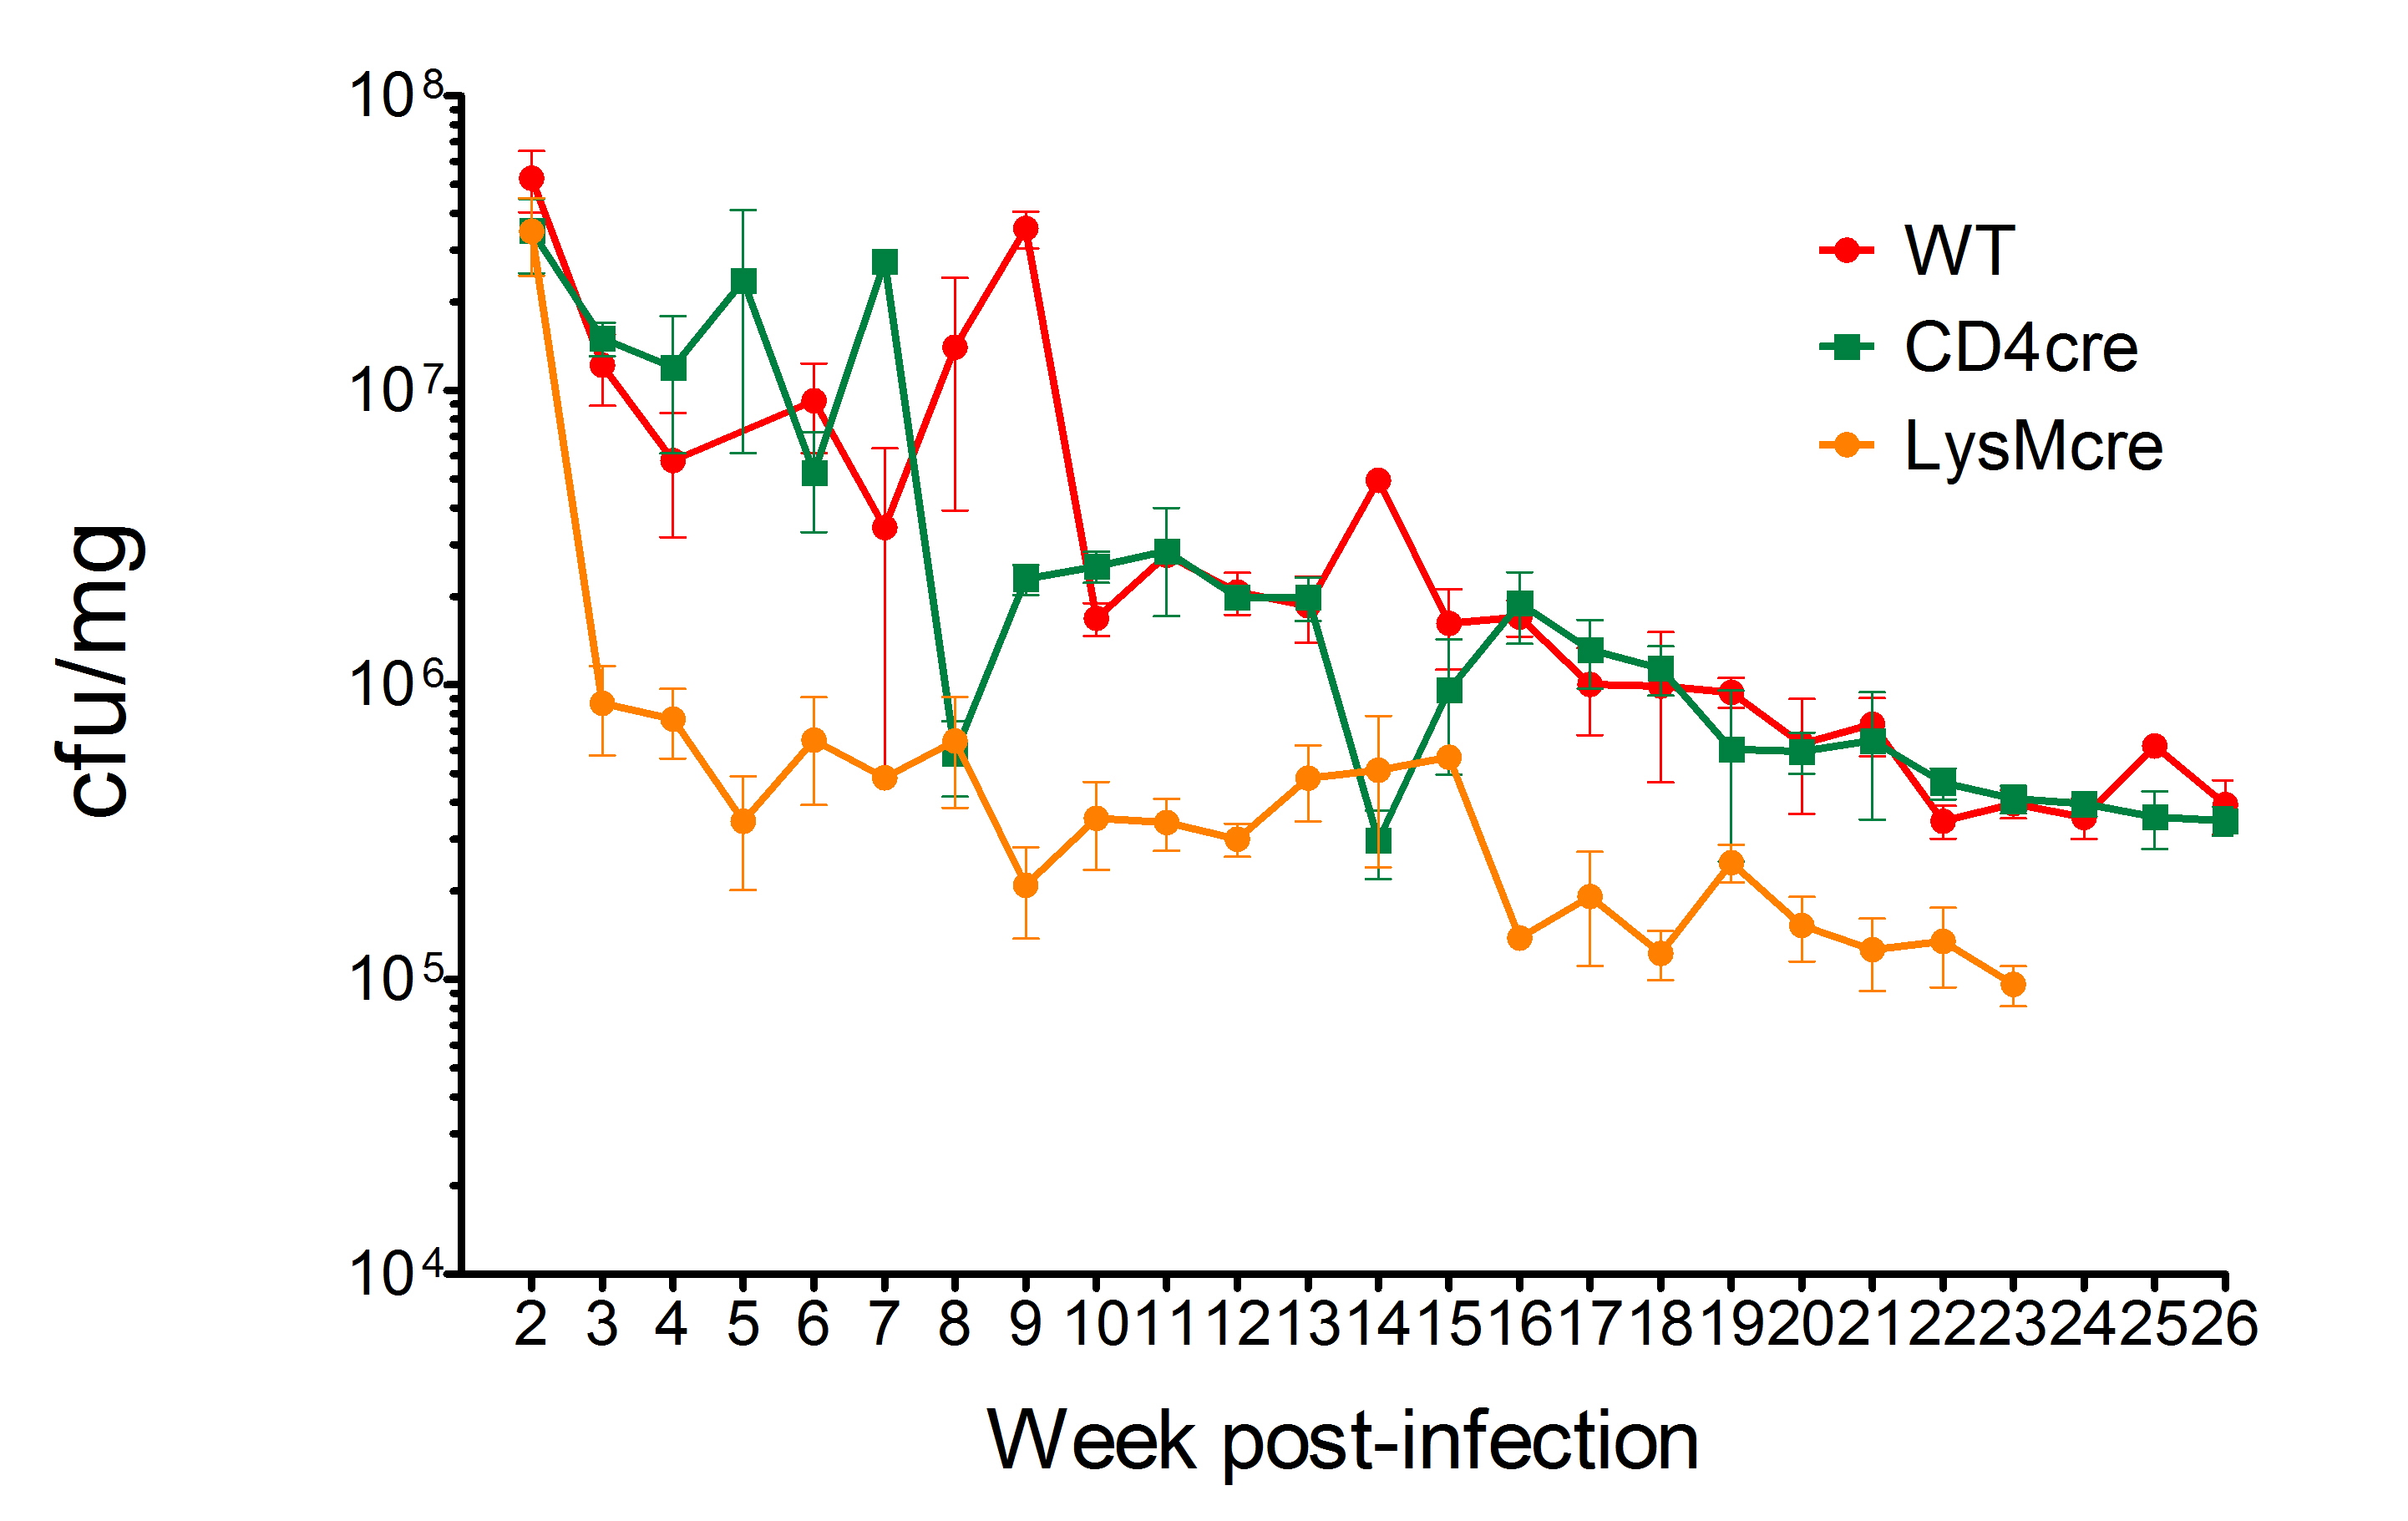 10⁸
10⁷
10⁶
10⁵
10⁴
cfu/mg
WT
CD4cre
LysMcre
2 3 4 5 6 7 8 9 10 11 12 13 14 15 16 17 18 19 20 21 22 23 24 25 26
Week post-infection